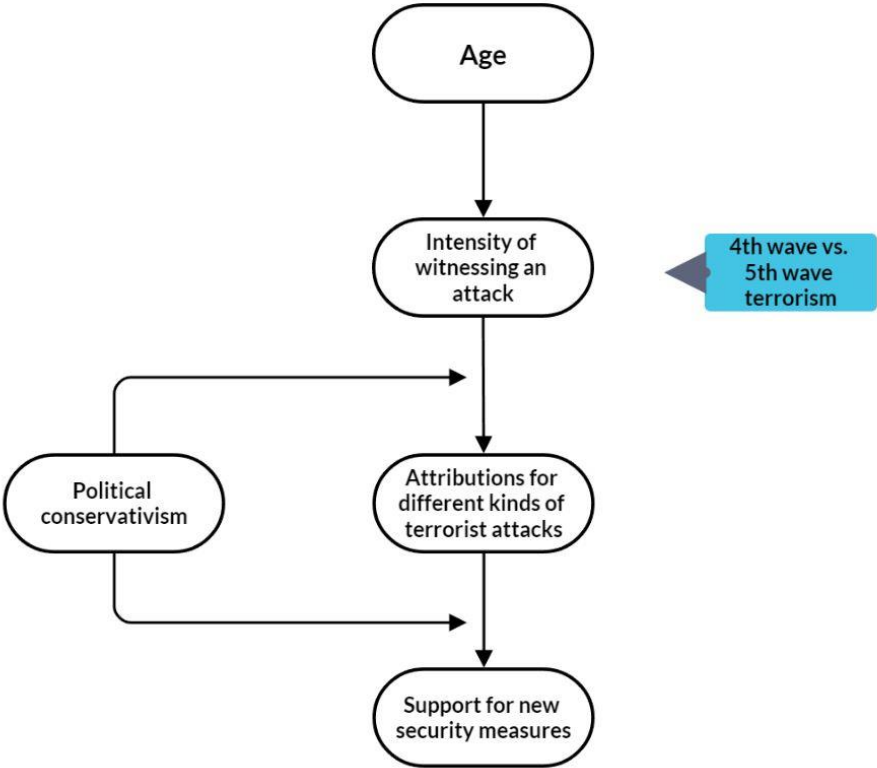 Age
Intensity of
witnessing an
attack
4th wave vs.
5th wave
terrorism
Political
conservativism
Attributions for
different kinds of
terrorist attacks
Support for new
security measures